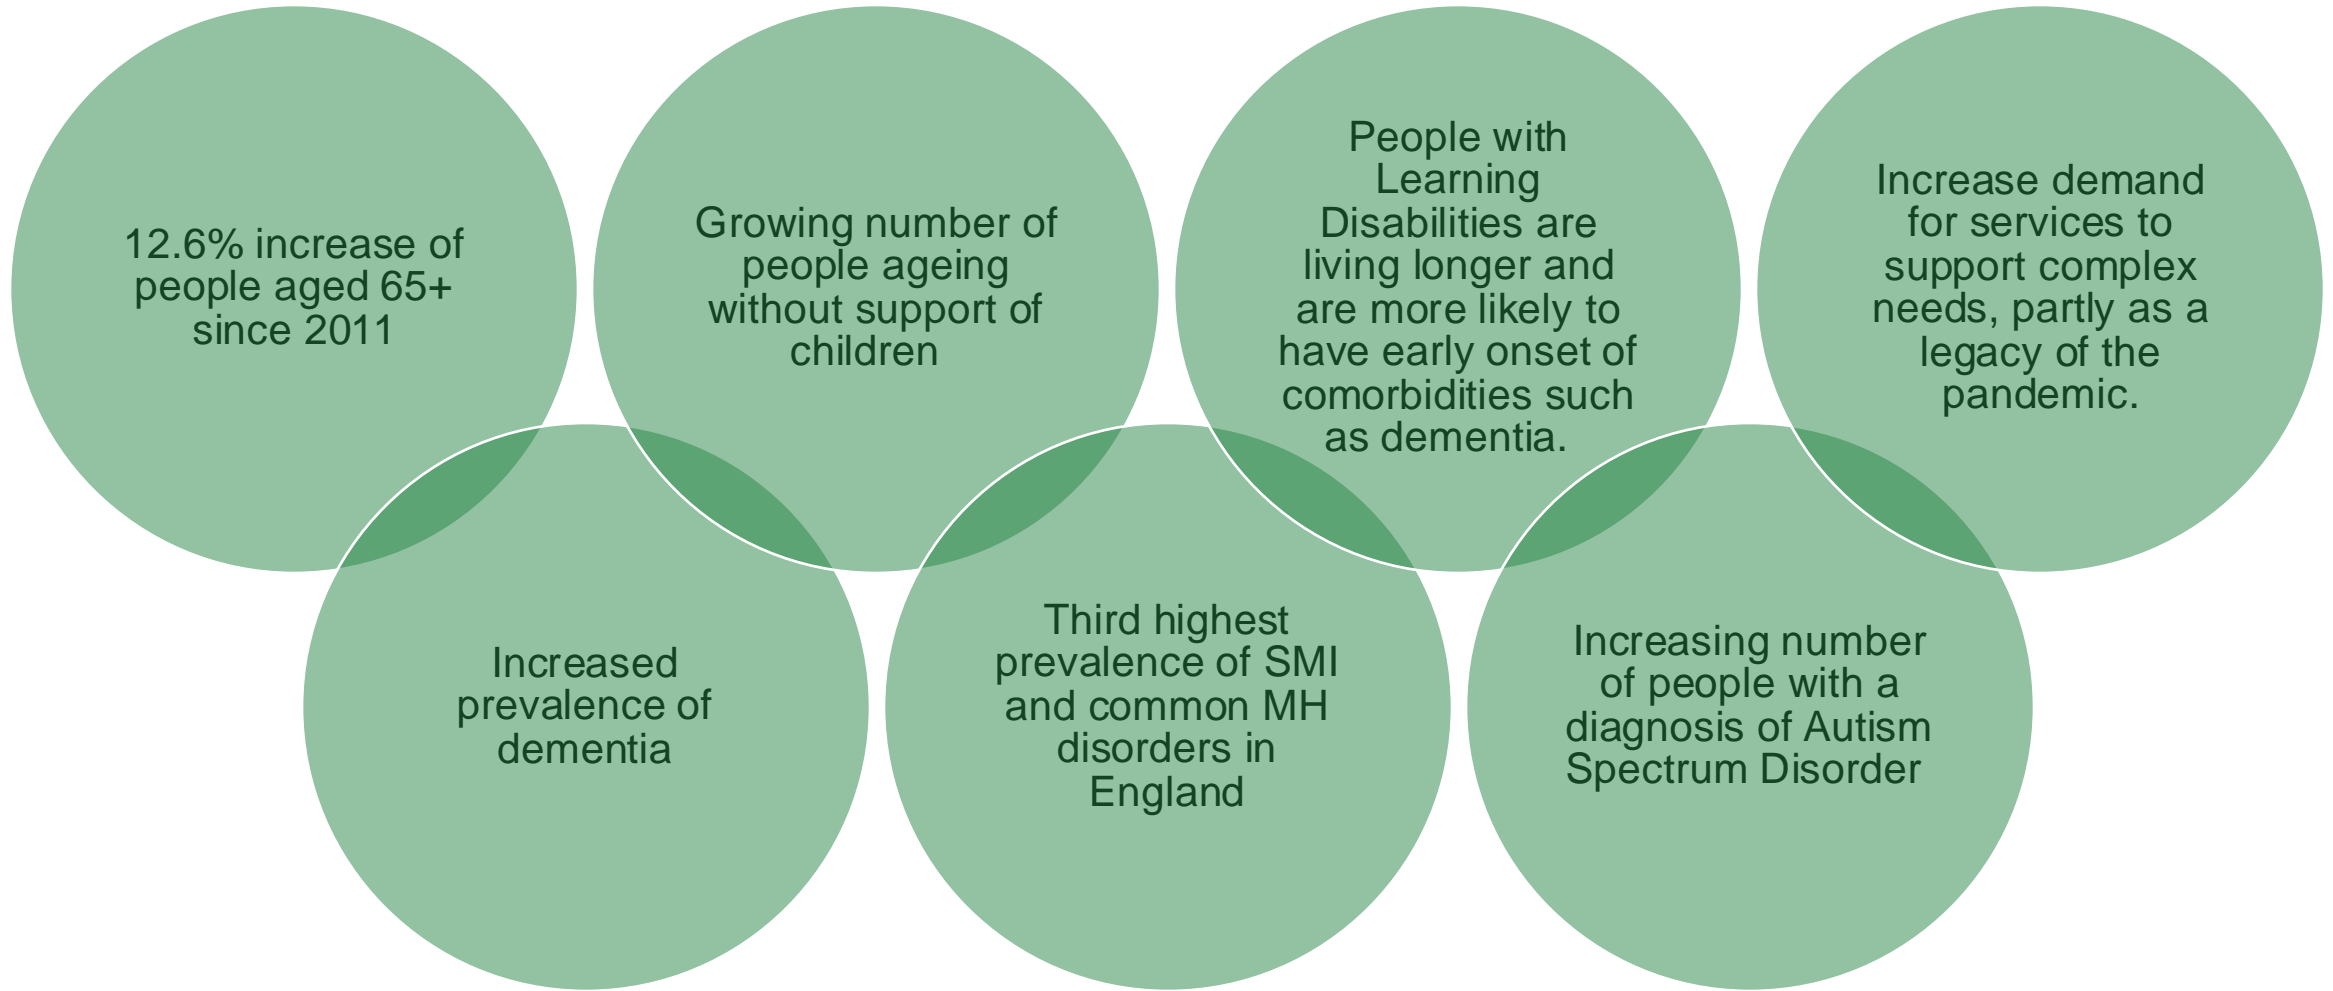 12.6% increase of
people aged 65+
since 2011
Increased
prevalence of
dementia
Growing number of
people ageing
without support of
children
Third highest
prevalence of SMI
and common MH
disorders in
England
People with
Learning
Disabilities are
living longer and
are more likely to
have early onset of
comorbidities such
as dementia.
Increasing number
of people with a
diagnosis of Autism
Spectrum Disorder
Increase demand
for services to
support complex
needs, partly as a
legacy of the
pandemic.